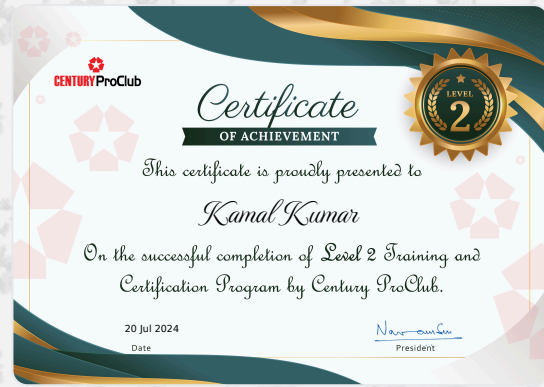 CENTURY ProClub
Certificate
OF ACHIEVEMENT
LEVEL
2
This certificate is proudly presented to
Kamal Kumar
On the successful completion of Level 2 Training and
Certification Program by Century ProClub.
20 Jul 2024
Date
President